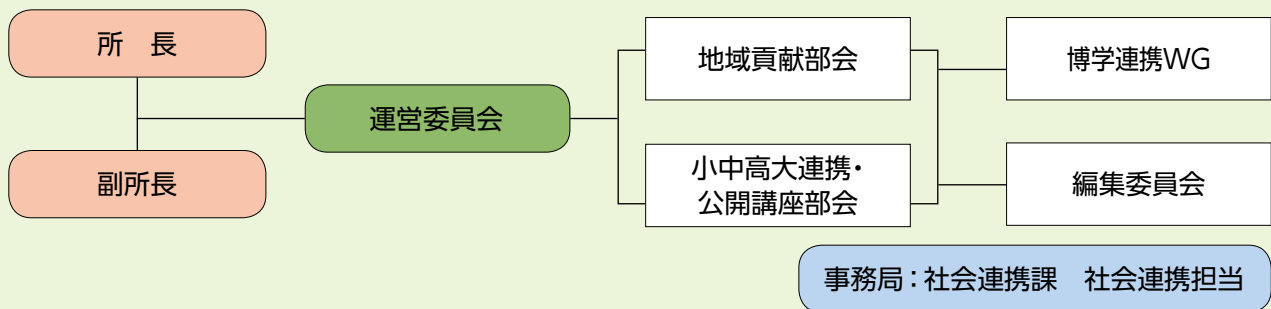 所　長
副所長
運営委員会
地域貢献部会
小中高大連携・
公開講座部会
博学連携WG
編集委員会
事務局：社会連携課　社会連携担当